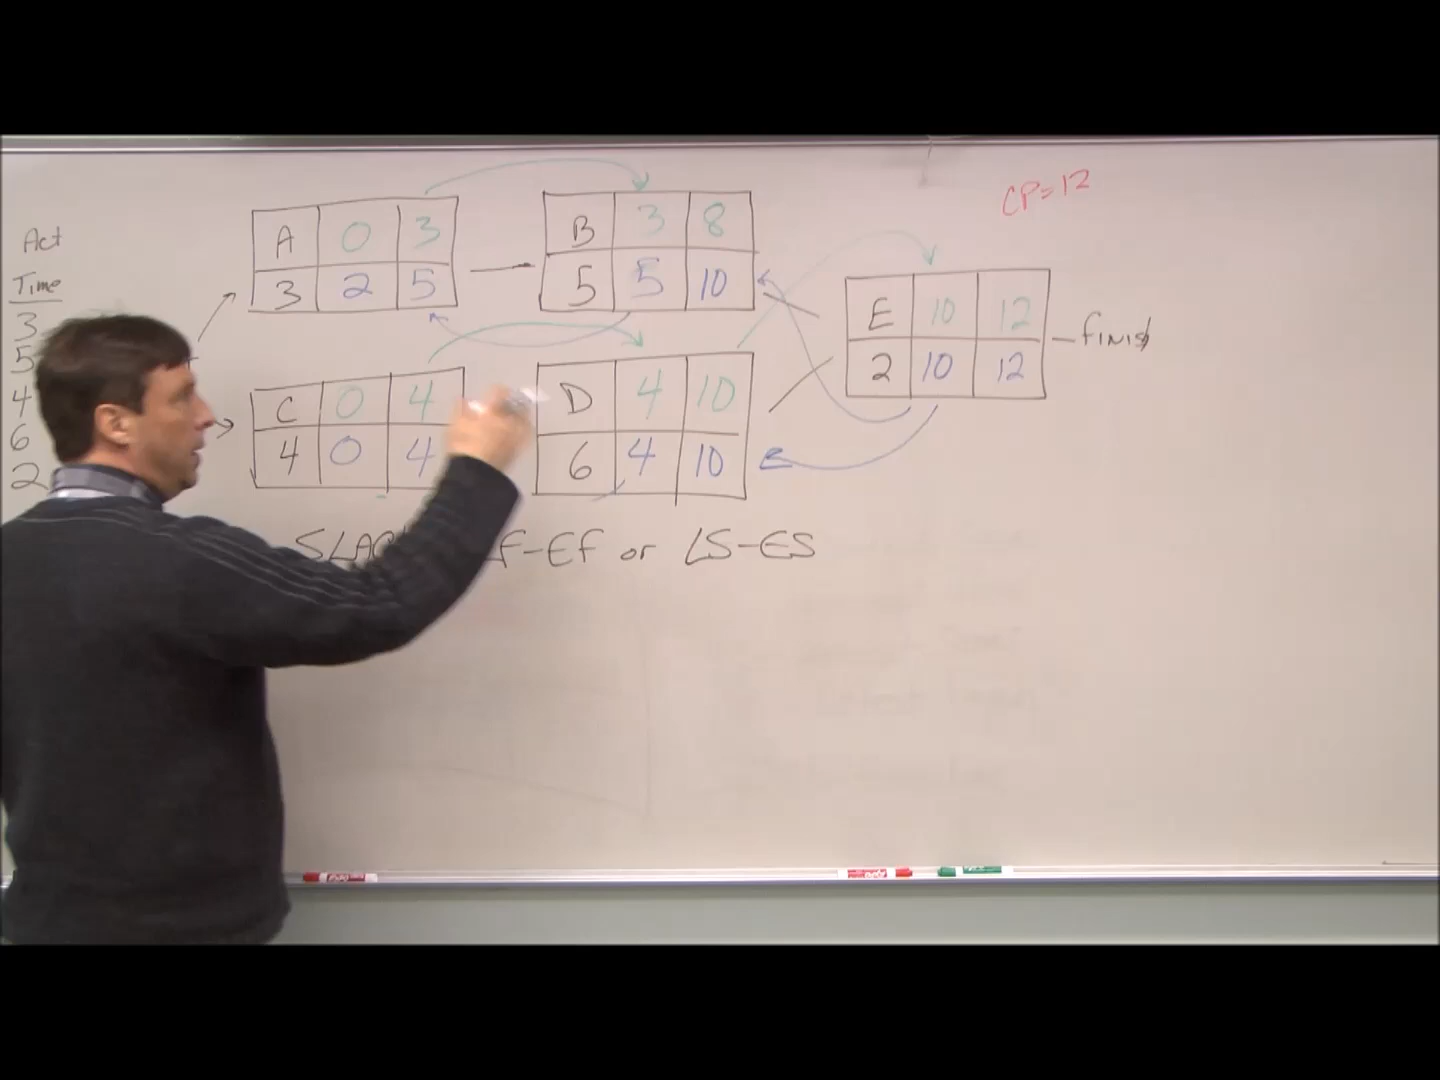 CP=12
Act
Time
3
5
4
6
2
A 0 3
3 2 5
B 3 8
5 5 10
E 10 12
2 10 12
finish
C 0 4
4 0 4
D 4 10
6 4 10
F-EF or LS-ES